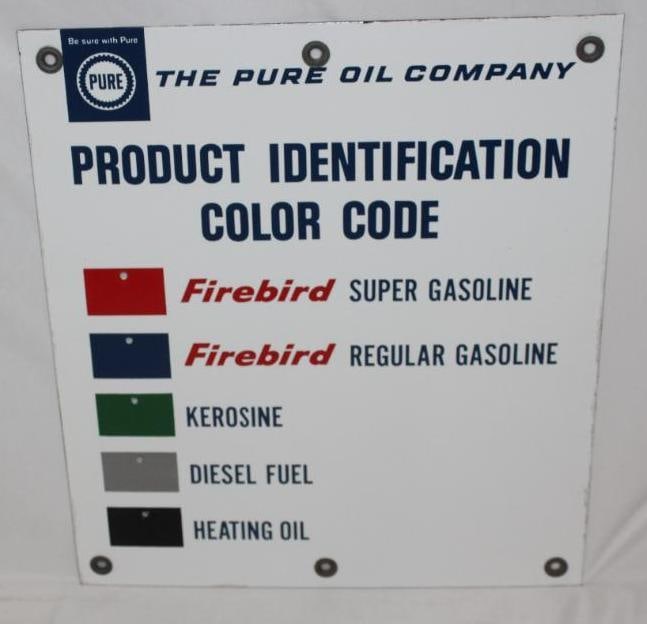 Be sure with Pure
PURE
THE PURE OIL COMPANY
PRODUCT IDENTIFICATION
COLOR CODE
Firebird SUPER GASOLINE
Firebird REGULAR GASOLINE
KEROSINE
DIESEL FUEL
HEATING OIL